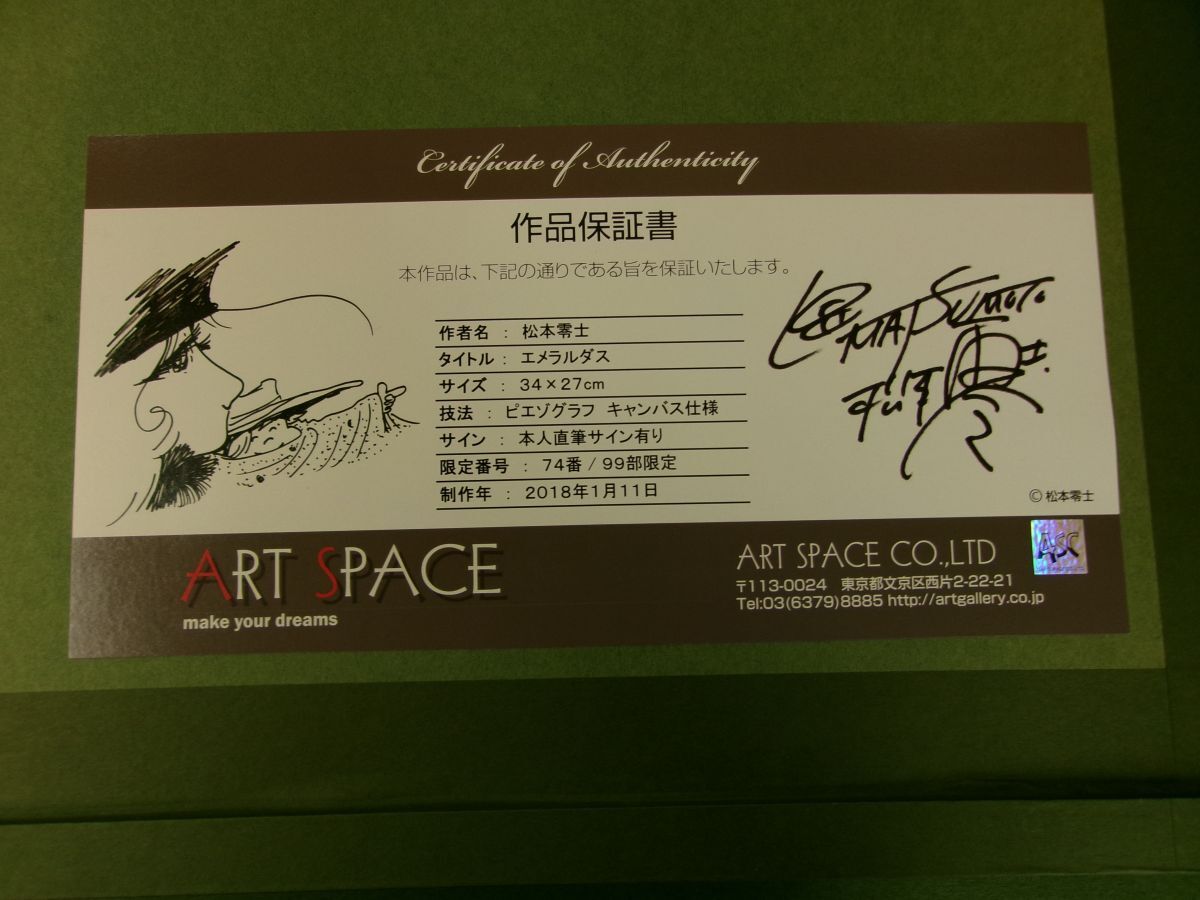 Certificate of Authenticity
作品保証書
本作品は、下記の通りである旨を保証いたします。
作者名 : 松本零士
タイトル : エメラルダス
サイズ : 34×27cm
技法 : ピエゾグラフ キャンバス仕様
サイン : 本人直筆サイン有り
限定番号 : 74番 / 99部限定
制作年 : 2018年1月11日
MATSUMOTO
© 松本零士
ART SPACE
make your dreams
ART SPACE CO.,LTD
〒113-0024 東京都文京区西片2-22-21
Tel:03(6379)8885 http://artgallery.co.jp
ASC